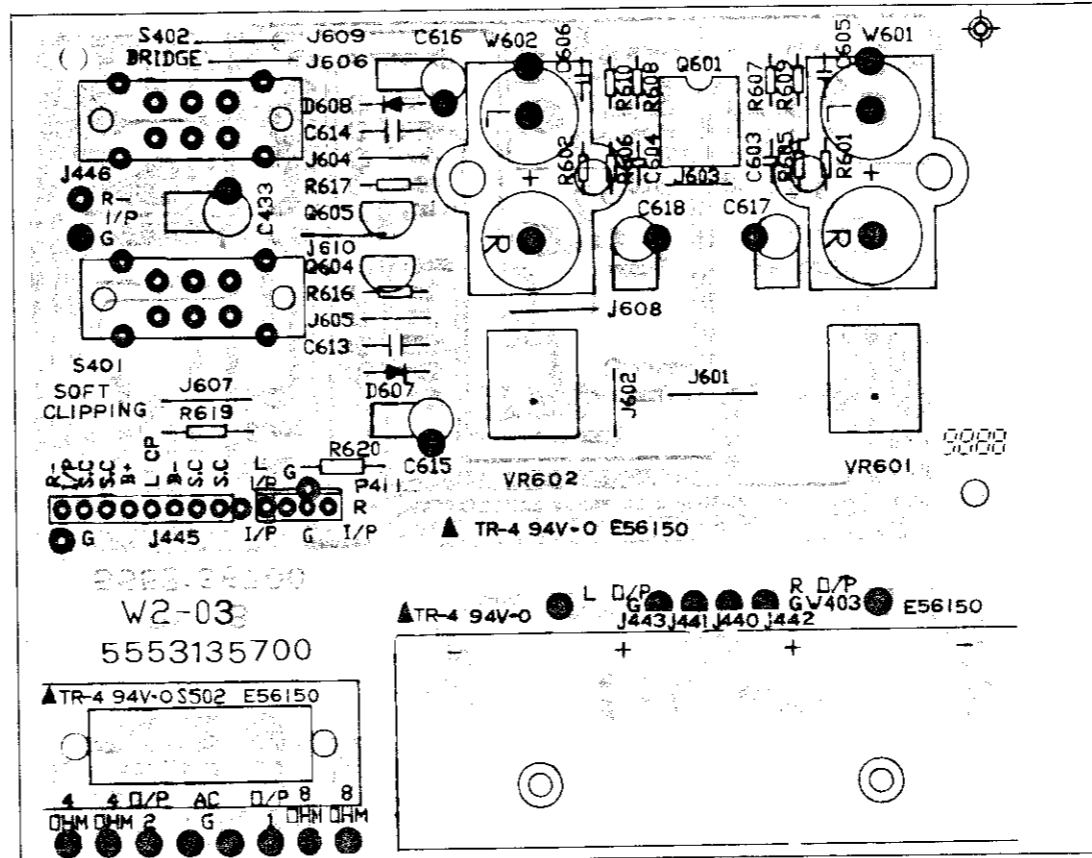 S402 J609 C616 W602 C606 W601 C605
BRIDGE J606 R610 R608 Q601 R607 R609
D608 L L
C614
J446 J604 R602 + R606 C604 J603 C603 R605 R601 +
R- R617
I/P C433 Q605 C618 C617
G J610 R R
Q604
R616
J605 J608
C613
S401
SOFT J607 D607 J602 J601
CLIPPING R619
R620 C615
R- I/P S.C S.C B+ L CP B- S.C S.C L I/P G P411 VR602 VR601
R
G J445 I/P G I/P
▲ TR-4 94V-0 E56150
W2-03
5553135700
L O/P G R O/P G W403
▲TR-4 94V-0 J443 J441 J440 J442 E56150
- + + -
▲TR-4 94V-0 S502 E56150
4 4 O/P AC O/P 8 8
OHM OHM 2 G 1 OHM OHM